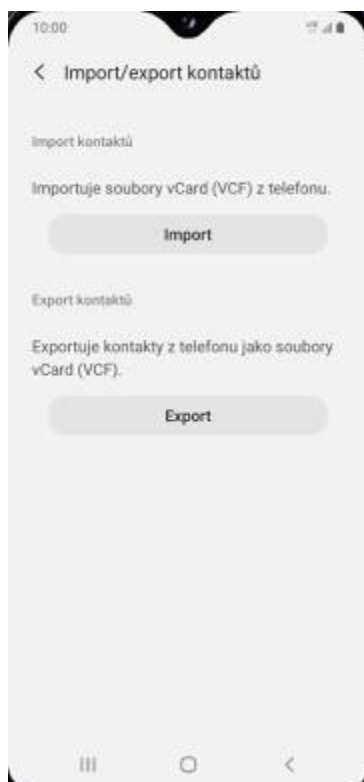 10:00
Import/export kontaktů
Import kontaktů
Importuje soubory vCard (VCF) z telefonu.
Import
Export kontaktů
Exportuje kontakty z telefonu jako soubory
vCard (VCF).
Export